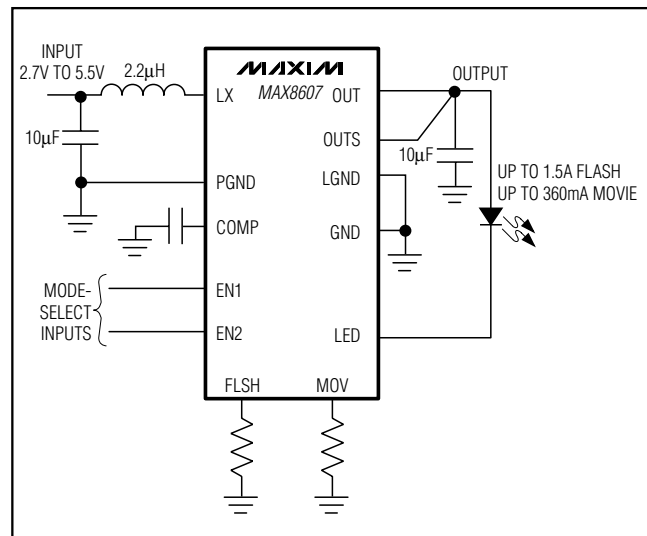 INPUT
2.7V TO 5.5V
2.2μH
10μF
MAXIM
MAX8607
LX
PGND
COMP
EN1
EN2
FLSH
MOV
OUT
OUTS
LGND
GND
LED
MODE-
SELECT
INPUTS
OUTPUT
10μF
UP TO 1.5A FLASH
UP TO 360mA MOVIE